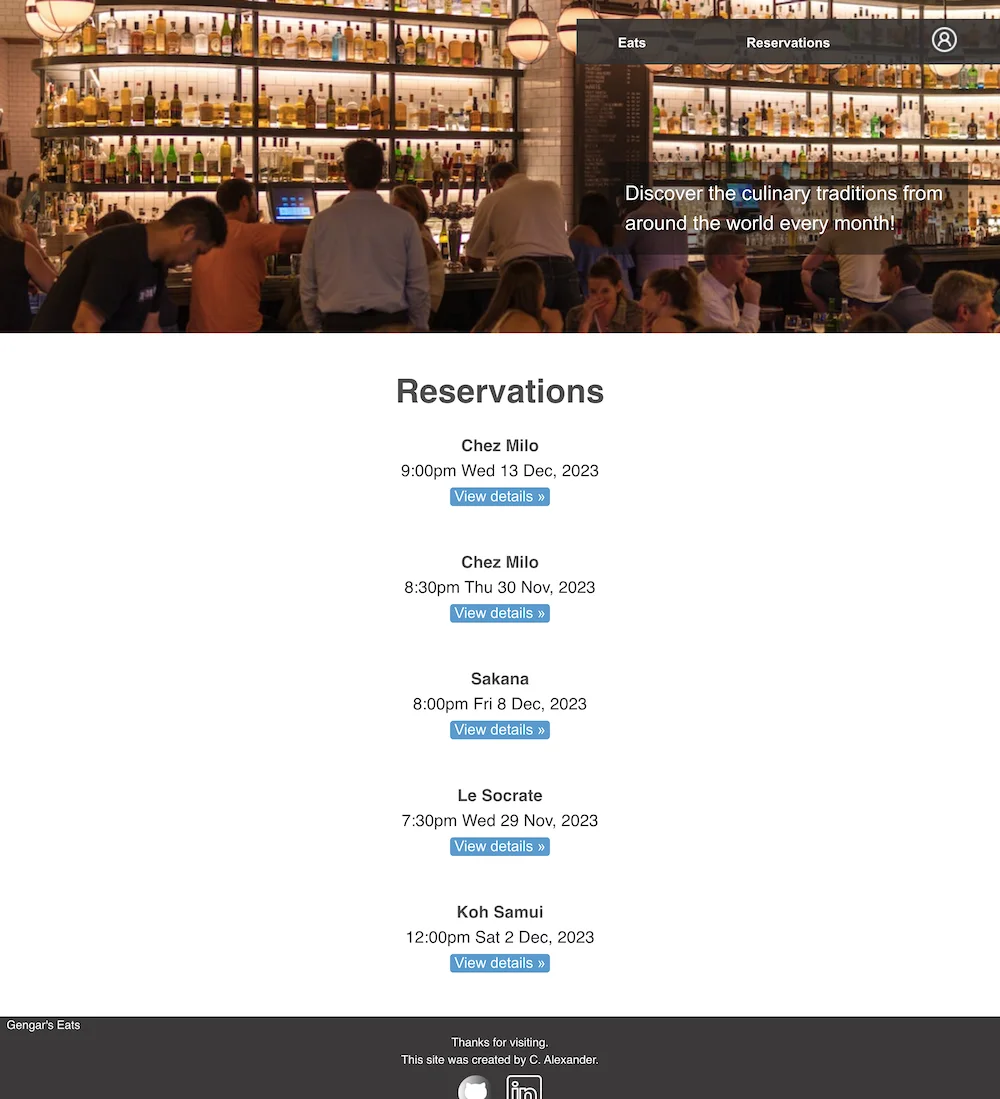 Eats
Reservations
Discover the culinary traditions from
around the world every month!
Reservations
Chez Milo
9:00pm Wed 13 Dec, 2023
View details »
Chez Milo
8:30pm Thu 30 Nov, 2023
View details »
Sakana
8:00pm Fri 8 Dec, 2023
View details »
Le Socrate
7:30pm Wed 29 Nov, 2023
View details »
Koh Samui
12:00pm Sat 2 Dec, 2023
View details »
Gengar's Eats
Thanks for visiting.
This site was created by C. Alexander.
in